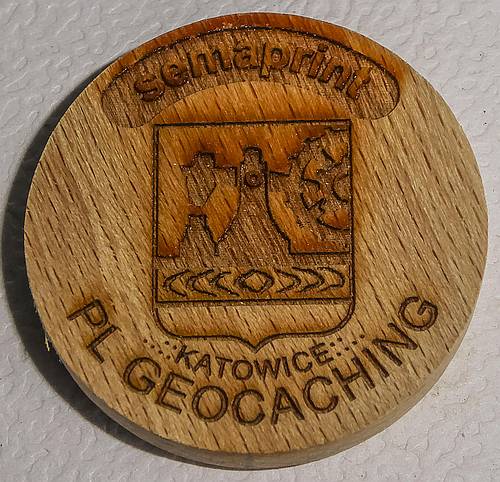 semaprint
.::::KATOWICE::::.
PL GEOCACHING